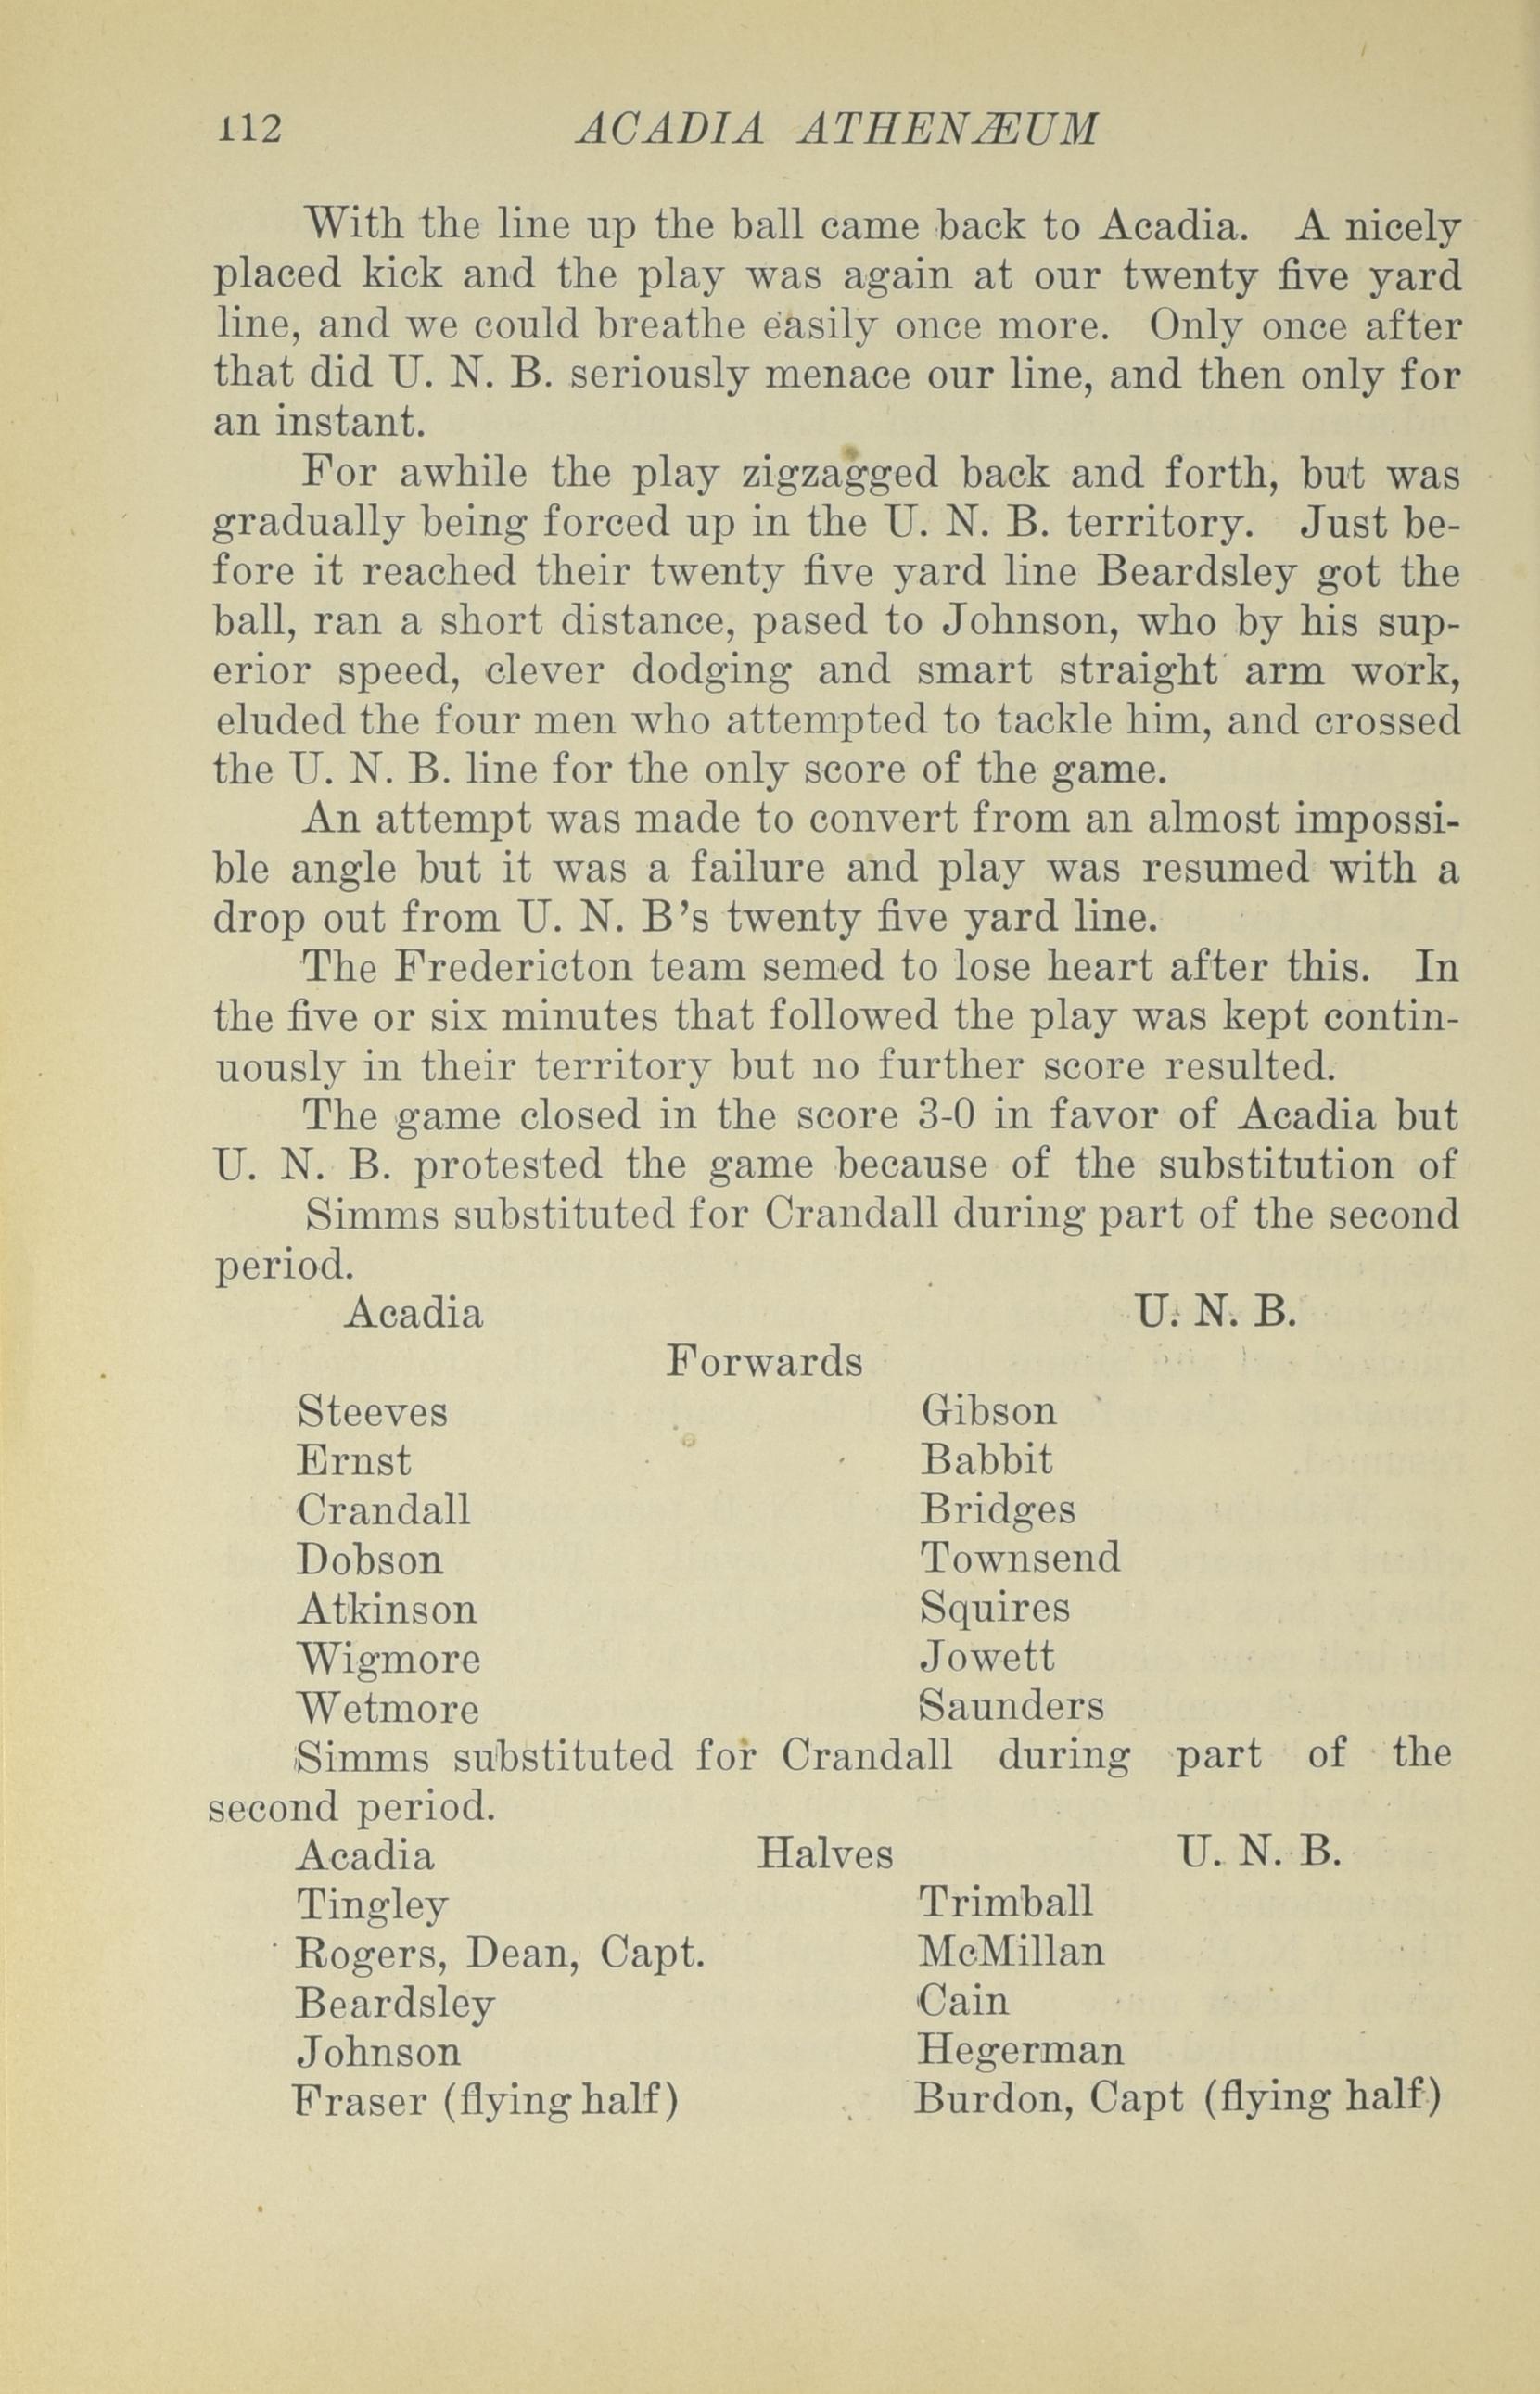 112 ACADIA ATHENÆUM
With the line up the ball came back to Acadia. A nicely
placed kick and the play was again at our twenty five yard
line, and we could breathe easily once more. Only once after
that did U. N. B. seriously menace our line, and then only for
an instant.
For awhile the play zigzagged back and forth, but was
gradually being forced up in the U. N. B. territory. Just be-
fore it reached their twenty five yard line Beardsley got the
ball, ran a short distance, pased to Johnson, who by his sup-
erior speed, clever dodging and smart straight arm work,
eluded the four men who attempted to tackle him, and crossed
the U. N. B. line for the only score of the game.
An attempt was made to convert from an almost impossi-
ble angle but it was a failure and play was resumed with a
drop out from U. N. B's twenty five yard line.
The Fredericton team semed to lose heart after this. In
the five or six minutes that followed the play was kept contin-
uously in their territory but no further score resulted.
The game closed in the score 3-0 in favor of Acadia but
U. N. B. protested the game because of the substitution of
Simms substituted for Crandall during part of the second
period.
Acadia U. N. B.
Forwards
Steeves Gibson
Ernst Babbit
Crandall Bridges
Dobson Townsend
Atkinson Squires
Wigmore Jowett
Wetmore Saunders
Simms substituted for Crandall during part of the
second period.
Acadia Halves U. N. B.
Tingley Trimball
Rogers, Dean, Capt. McMillan
Beardsley Cain
Johnson Hegerman
Fraser (flying half) Burdon, Capt (flying half)